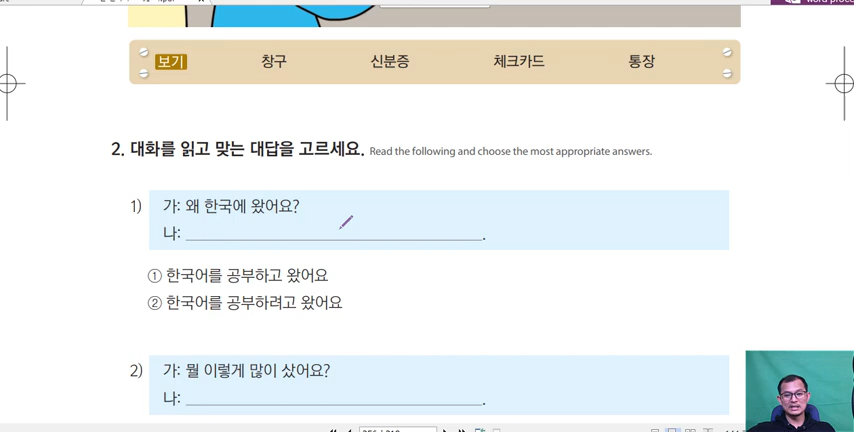 word proce
보기 창구 신분증 체크카드 통장
2. 대화를 읽고 맞는 대답을 고르세요. Read the following and choose the most appropriate answers.
1) 가: 왜 한국에 왔어요?
나: .
① 한국어를 공부하고 왔어요
② 한국어를 공부하려고 왔어요
2) 가: 뭘 이렇게 많이 샀어요?
나: .